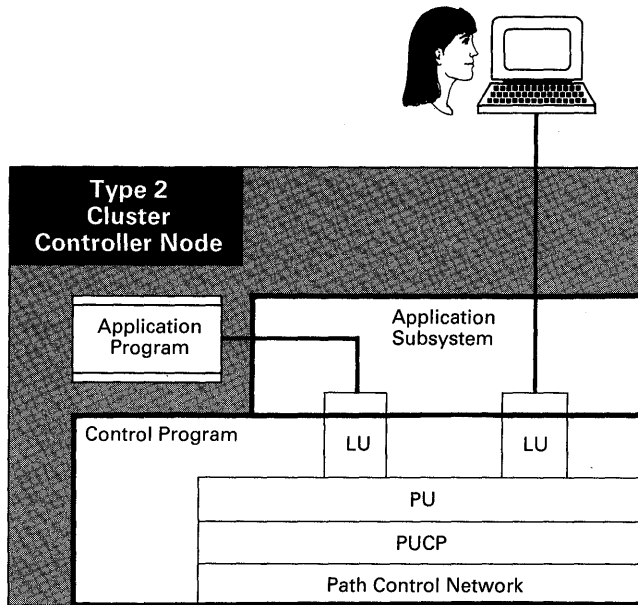 Type 2
Cluster
Controller Node
Application
Program
Application
Subsystem
Control Program
LU
LU
PU
PUCP
Path Control Network